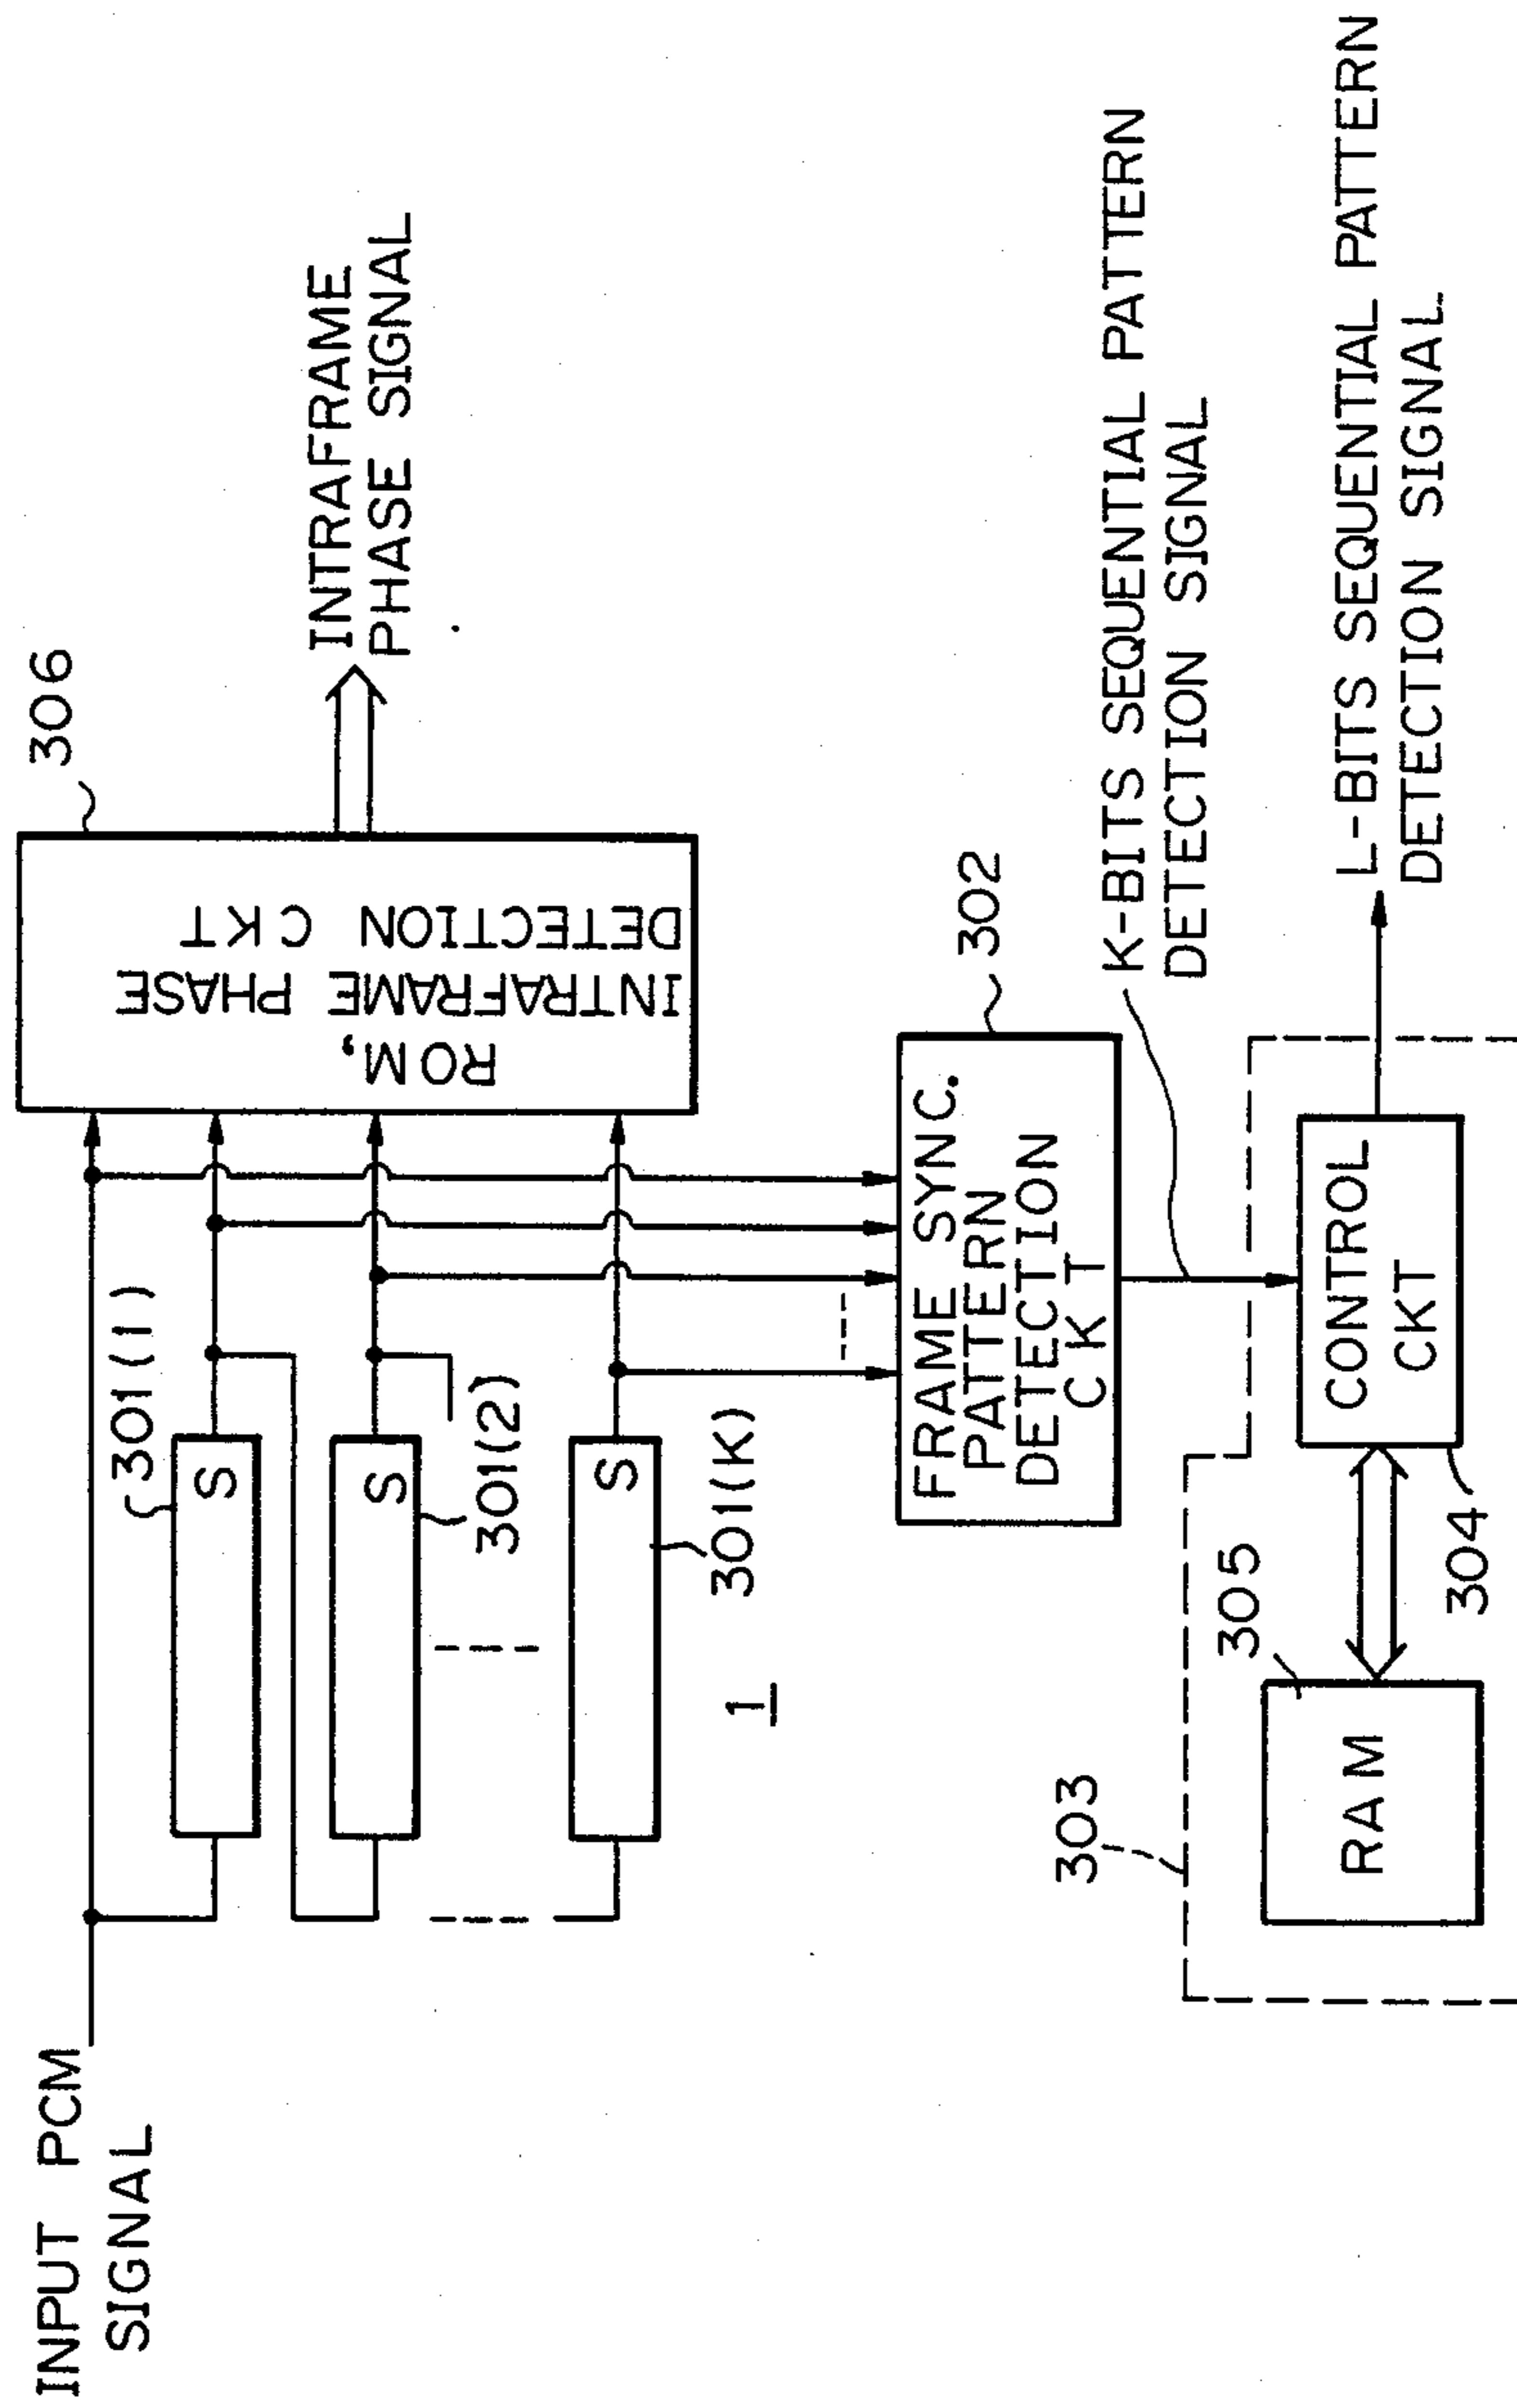 INPUT PCM
SIGNAL
301(1)
S
S
301(2)
S
301(K)
1
306
ROM,
INTRAFRAME PHASE
DETECTION CKT
INTRAFRAME
PHASE SIGNAL
302
FRAME SYNC.
PATTERN
DETECTION
CKT
K-BITS SEQUENTIAL PATTERN
DETECTION SIGNAL
303
305
RAM
304
CONTROL
CKT
L-BITS SEQUENTIAL PATTERN
DETECTION SIGNAL